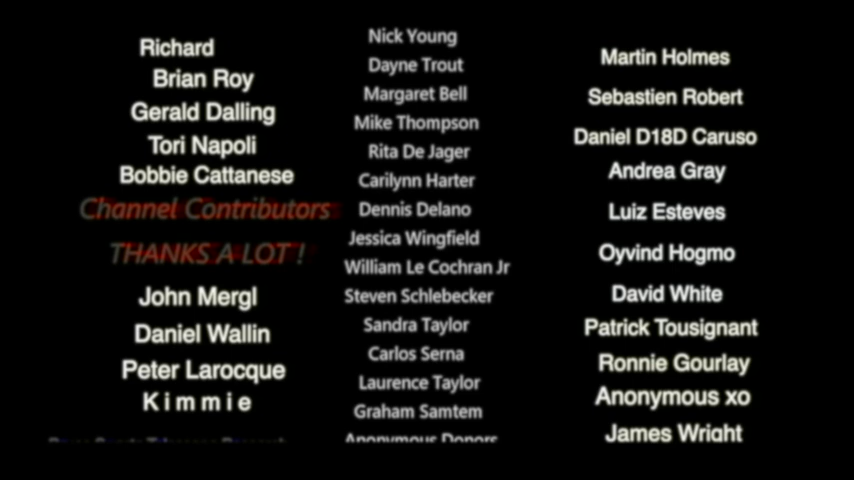 Richard
Brian Roy
Gerald Dalling
Tori Napoli
Bobbie Cattanese
Channel Contributors
THANKS A LOT !
John Mergl
Daniel Wallin
Peter Larocque
K i m m i e
Nick Young
Dayne Trout
Margaret Bell
Mike Thompson
Rita De Jager
Carilynn Harter
Dennis Delano
Jessica Wingfield
William Le Cochran Jr
Steven Schlebecker
Sandra Taylor
Carlos Serna
Laurence Taylor
Graham Samtem
Anonymous Donors
Martin Holmes
Sebastien Robert
Daniel D18D Caruso
Andrea Gray
Luiz Esteves
Oyvind Hogmo
David White
Patrick Tousignant
Ronnie Gourlay
Anonymous xo
James Wright